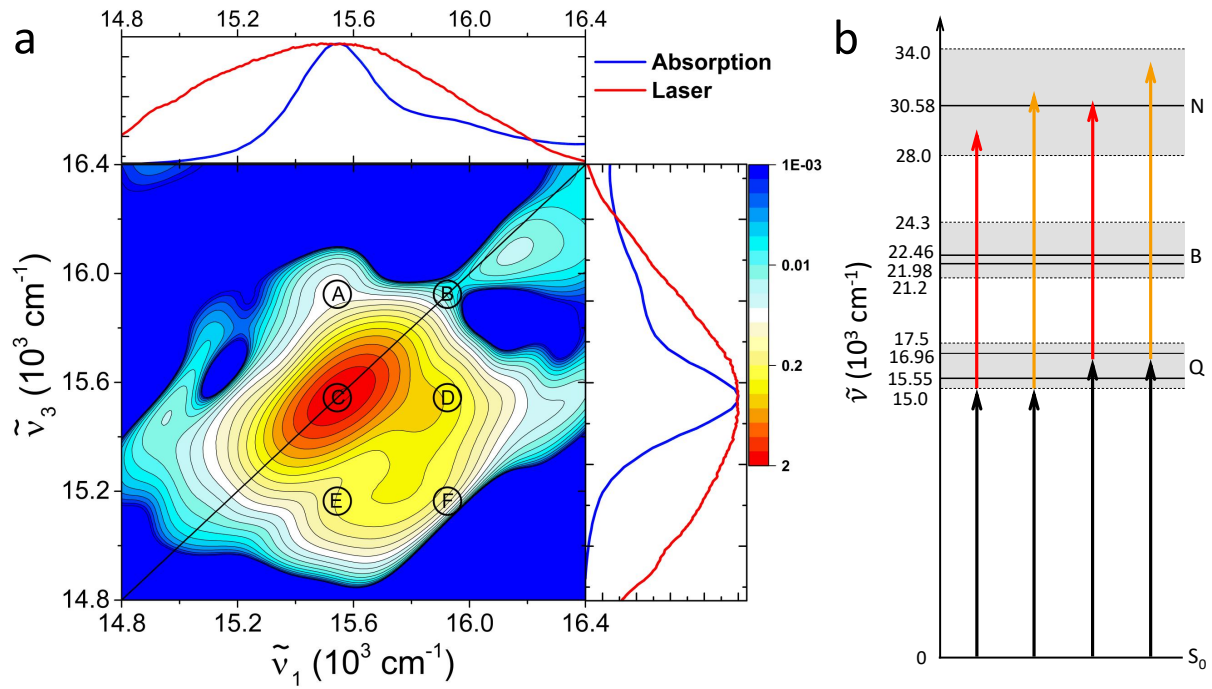 a
14.8 15.2 15.6 16.0 16.4
Absorption
Laser
16.4
16.0
15.6
15.2
14.8
ν̃₃ (10³ cm⁻¹)
A
B
C
D
E
F
1E-03
0.01
0.2
2
14.8 15.2 15.6 16.0 16.4
ν̃₁ (10³ cm⁻¹)
b
ν̃ (10³ cm⁻¹)
34.0
30.58 N
28.0
24.3
22.46
B
21.98
21.2
17.5
16.96
Q
15.55
15.0
0 S₀